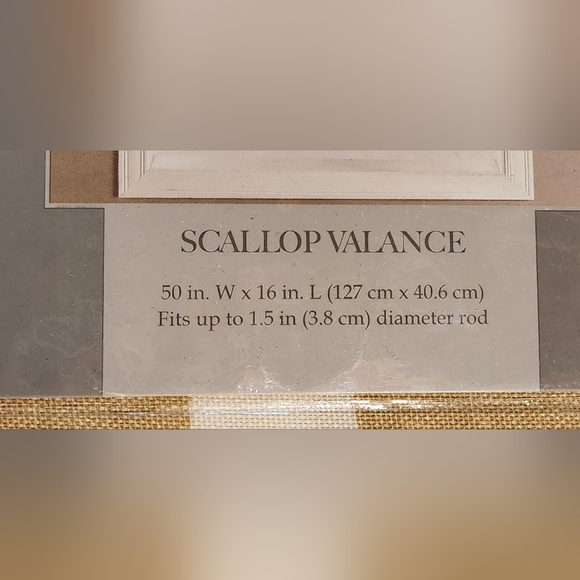 SCALLOP VALANCE
50 in. W x 16 in. L (127 cm x 40.6 cm)
Fits up to 1.5 in (3.8 cm) diameter rod